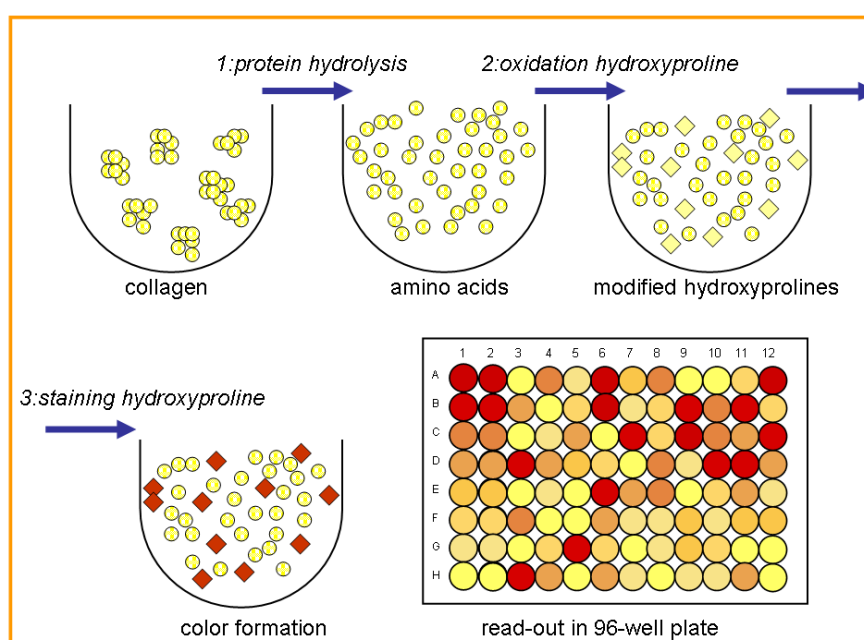 1:protein hydrolysis
2:oxidation hydroxyproline
collagen
amino acids
modified hydroxyprolines
3:staining hydroxyproline
1 2 3 4 5 6 7 8 9 10 11 12
A
B
C
D
E
F
G
H
color formation
read-out in 96-well plate